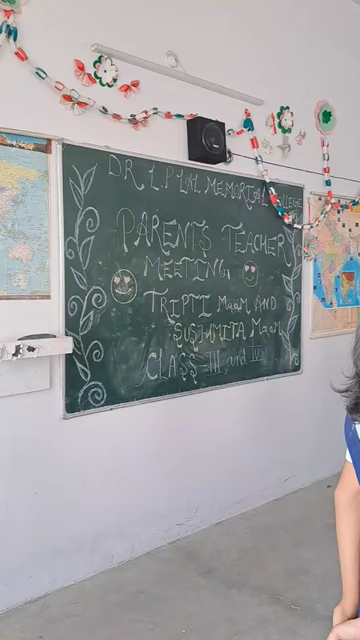 DR. L.P. LAL MEMORIAL COLLEGE
PARENTS TEACHER
MEETING
TRIPTI Maam AND
SUSHMITA Maam
CLASS - III and IV